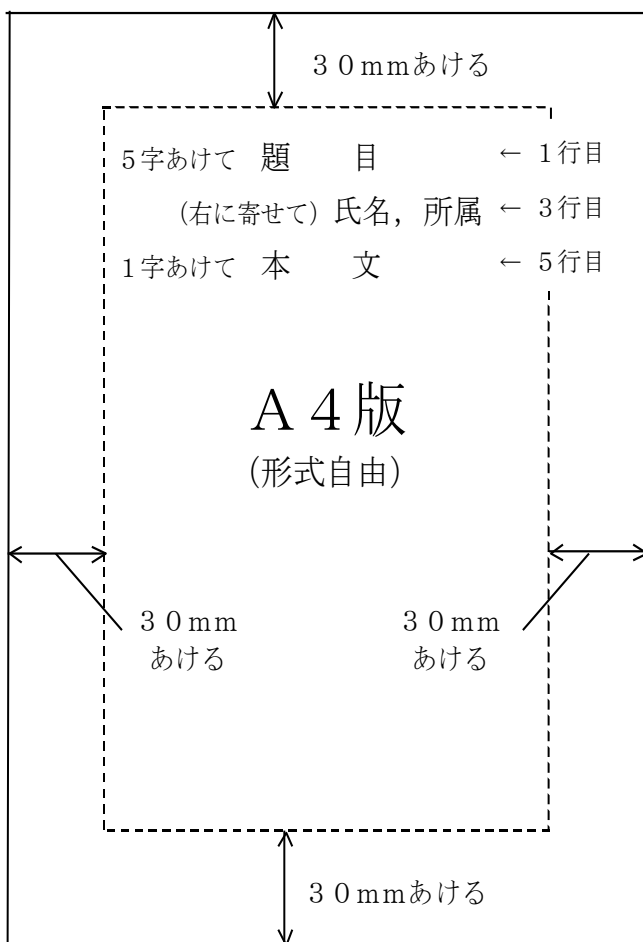 ３０mmあける
５字あけて　題　　目　　← １行目
（右に寄せて）氏名，所属 ← ３行目
１字あけて　本　　文　　← ５行目
Ａ４版
（形式自由）
３０mm　　３０mm
あける　　あける
３０mmあける